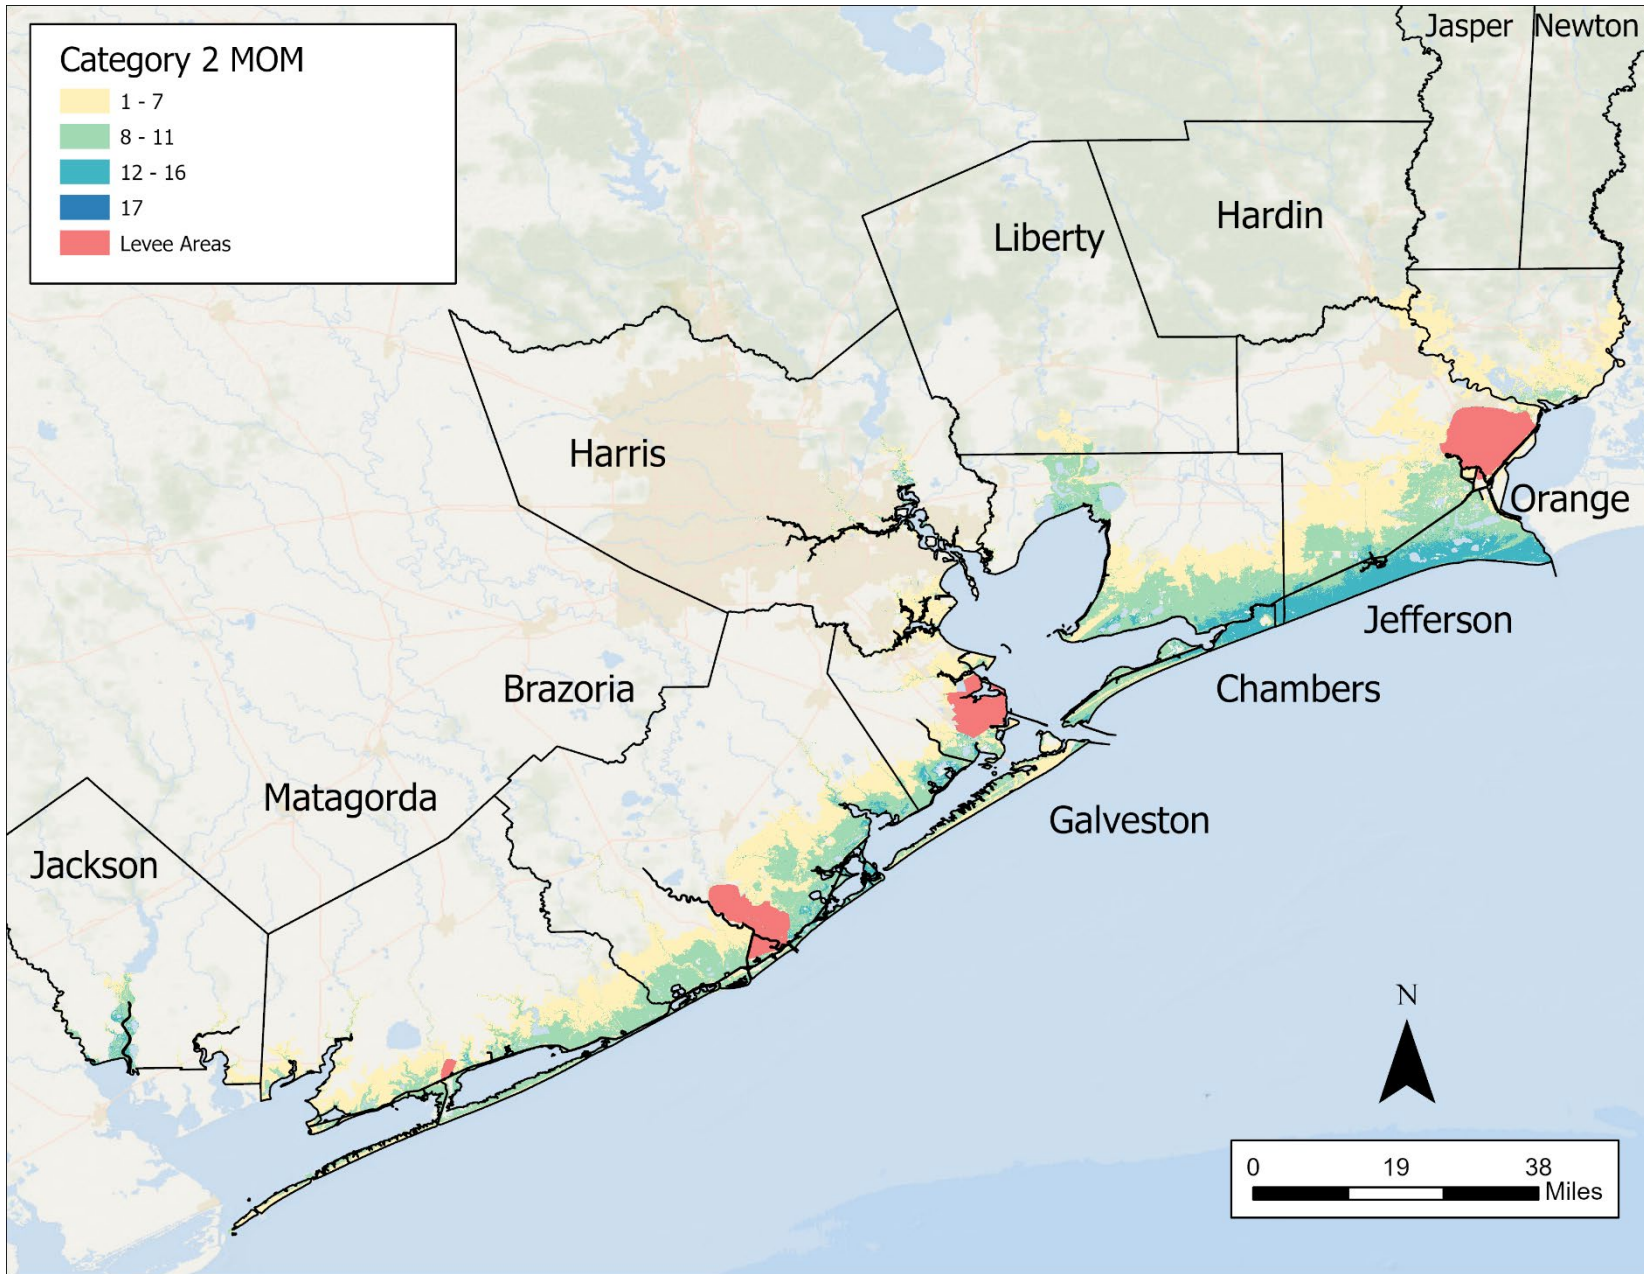 Category 2 MOM
1 - 7
8 - 11
12 - 16
17
Levee Areas
Jasper
Newton
Hardin
Liberty
Harris
Orange
Jefferson
Chambers
Brazoria
Matagorda
Galveston
Jackson
N
0 19 38
Miles